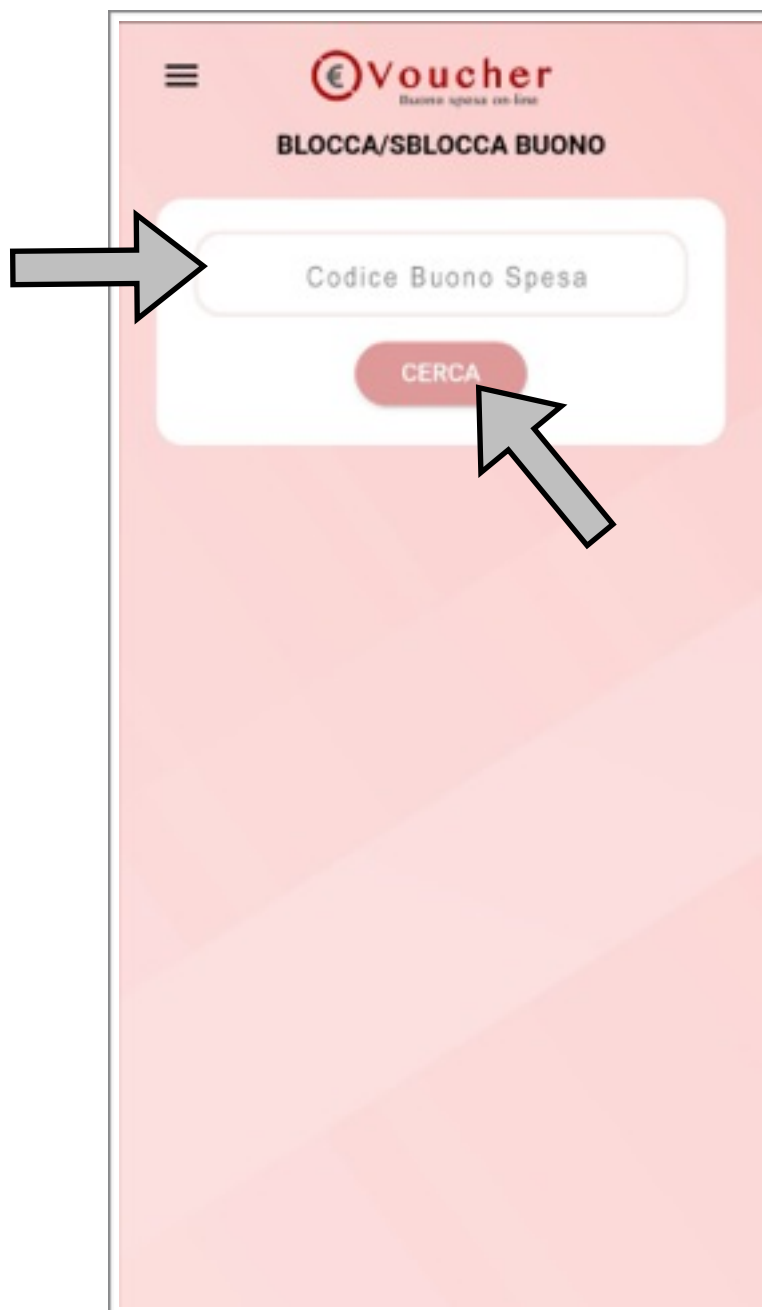 €Voucher
Buono spesa on-line
BLOCCA/SBLOCCA BUONO
Codice Buono Spesa
CERCA